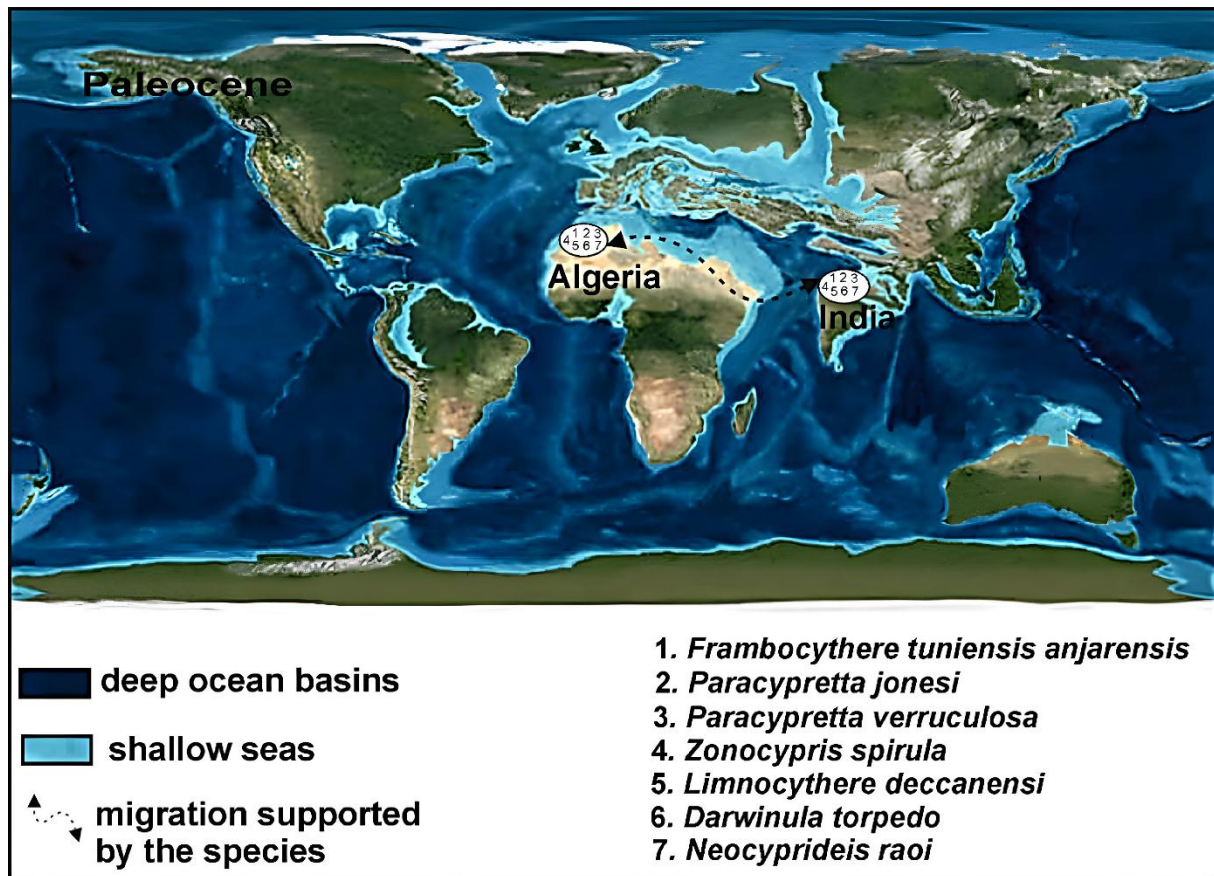 Paleocene
1 2 3
4 5 6 7
Algeria
1 2 3
4 5 6 7
India
deep ocean basins
shallow seas
migration supported
by the species
1. Frambocythere tuniensis anjarensis
2. Paracypretta jonesi
3. Paracypretta verruculosa
4. Zonocypris spirula
5. Limnocythere deccanensi
6. Darwinula torpedo
7. Neocyprideis raoi